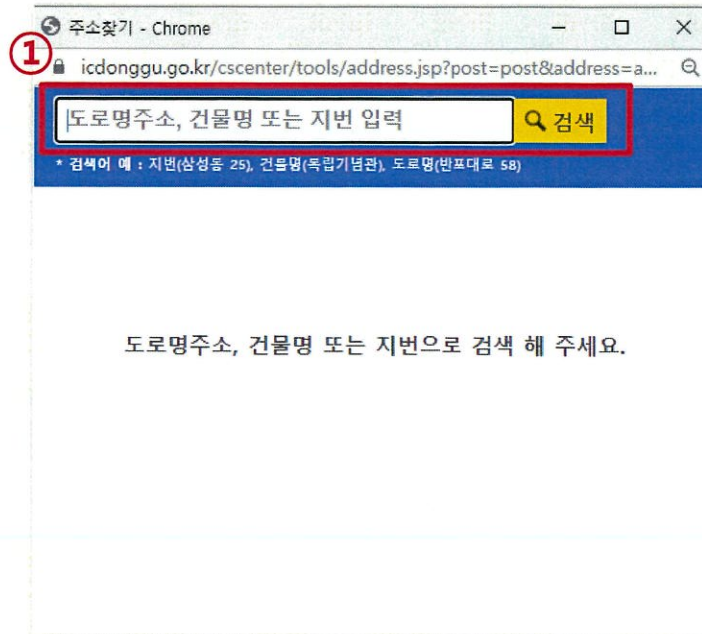 주소찾기 - Chrome
①
icdonggu.go.kr/cscenter/tools/address.jsp?post=post&address=a...
도로명주소, 건물명 또는 지번 입력
검색
* 검색어 예 : 지번(삼성동 25), 건물명(독립기념관), 도로명(반포대로 58)
도로명주소, 건물명 또는 지번으로 검색 해 주세요.